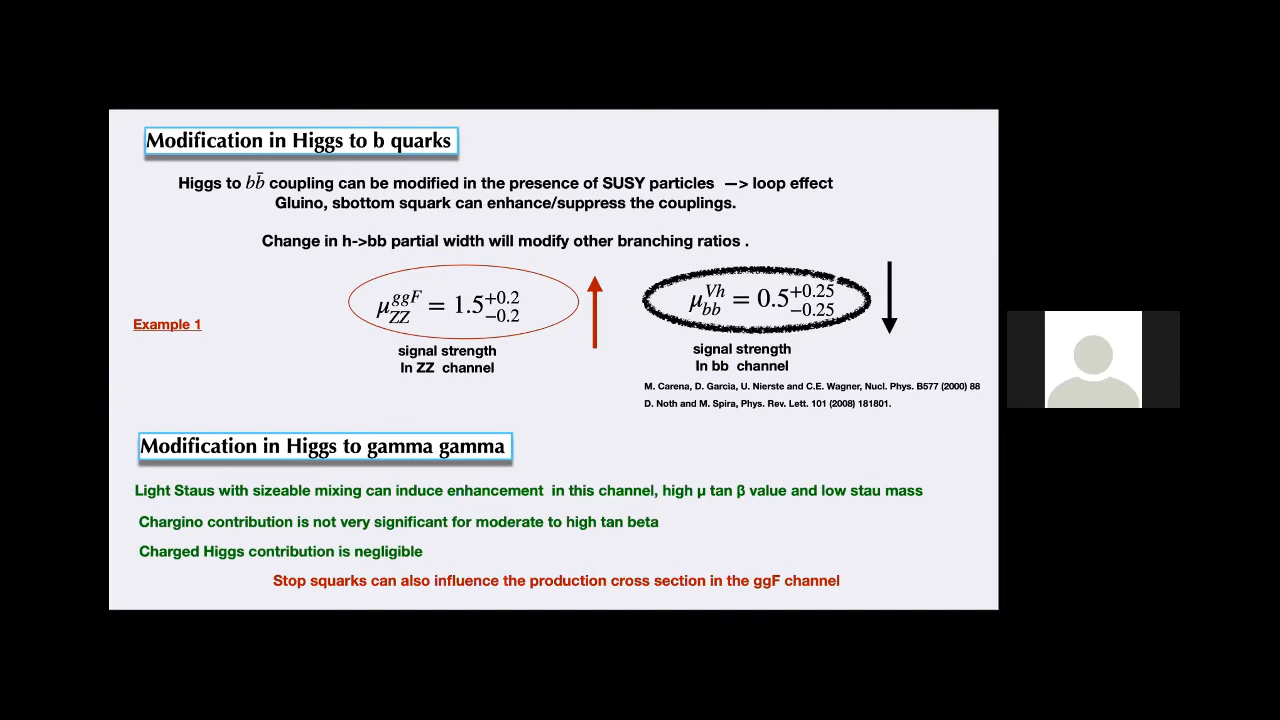 Modification in Higgs to b quarks
Higgs to bb̄ coupling can be modified in the presence of SUSY particles —> loop effect
Gluino, sbottom squark can enhance/suppress the couplings.
Change in h->bb partial width will modify other branching ratios .
Example 1
μ^{ggF}_{ZZ} = 1.5^{+0.2}_{−0.2}
signal strength
In ZZ channel
μ^{Vh}_{bb} = 0.5^{+0.25}_{−0.25}
signal strength
In bb channel
M. Carena, D. Garcia, U. Nierste and C.E. Wagner, Nucl. Phys. B577 (2000) 88
D. Noth and M. Spira, Phys. Rev. Lett. 101 (2008) 181801.
Modification in Higgs to gamma gamma
Light Staus with sizeable mixing can induce enhancement in this channel, high μ tan β value and low stau mass
Chargino contribution is not very significant for moderate to high tan beta
Charged Higgs contribution is negligible
Stop squarks can also influence the production cross section in the ggF channel